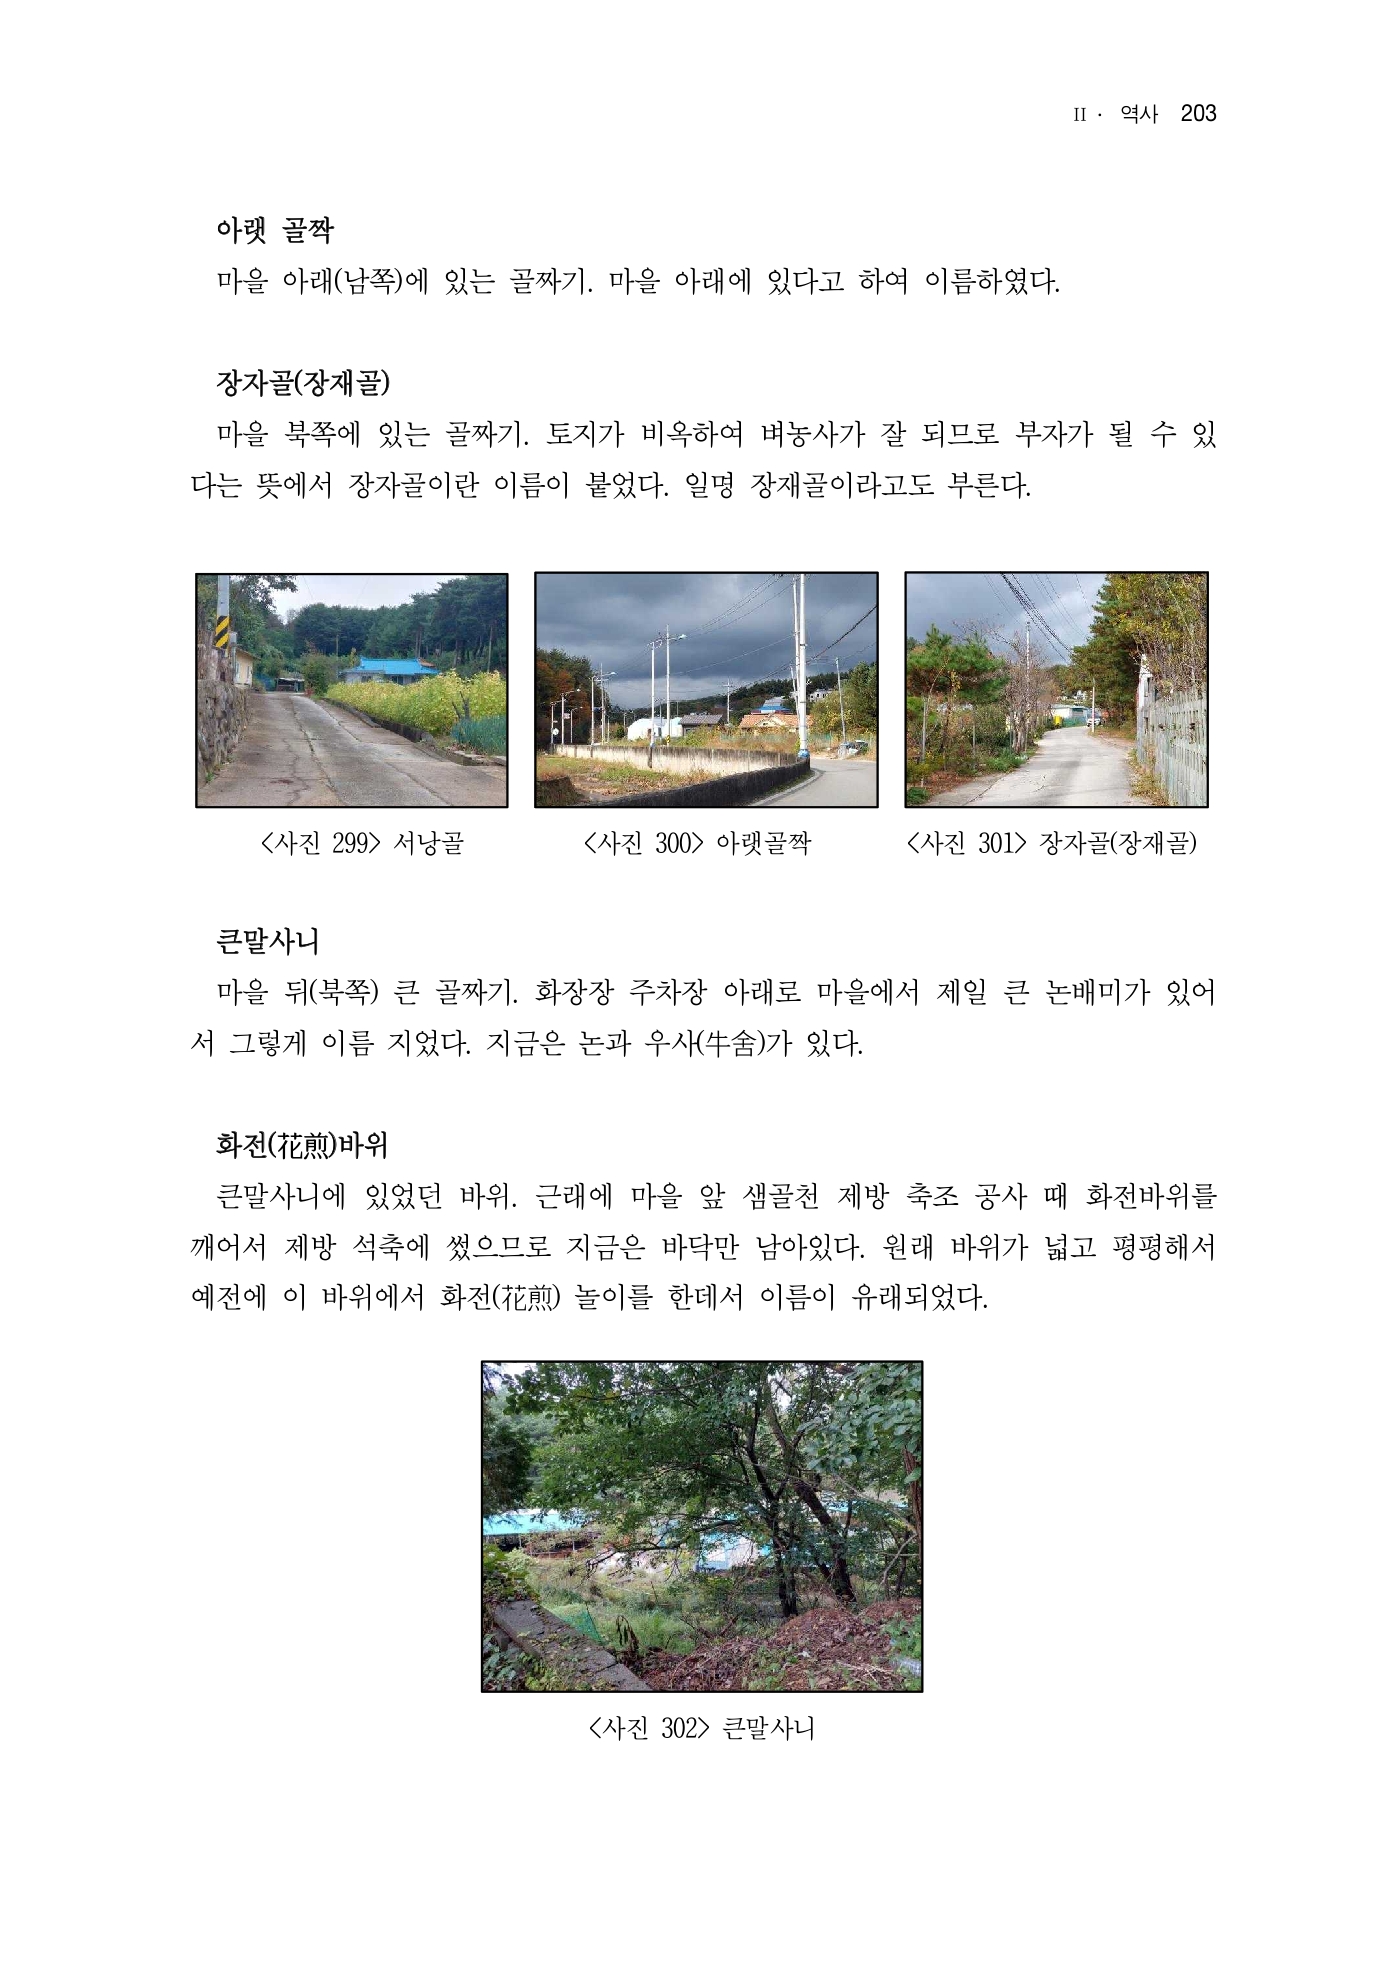 II · 역사 203
아랫 골짝
마을 아래(남쪽)에 있는 골짜기. 마을 아래에 있다고 하여 이름하였다.
장자골(장재골)
마을 북쪽에 있는 골짜기. 토지가 비옥하여 벼농사가 잘 되므로 부자가 될 수 있
다는 뜻에서 장자골이란 이름이 붙었다. 일명 장재골이라고도 부른다.
<사진 299> 서낭골
<사진 300> 아랫골짝
<사진 301> 장자골(장재골)
큰말사니
마을 뒤(북쪽) 큰 골짜기. 화장장 주차장 아래로 마을에서 제일 큰 논배미가 있어
서 그렇게 이름 지었다. 지금은 논과 우사(牛舍)가 있다.
화전(花煎)바위
큰말사니에 있었던 바위. 근래에 마을 앞 샘골천 제방 축조 공사 때 화전바위를
깨어서 제방 석축에 썼으므로 지금은 바닥만 남아있다. 원래 바위가 넓고 평평해서
예전에 이 바위에서 화전(花煎) 놀이를 한데서 이름이 유래되었다.
<사진 302> 큰말사니